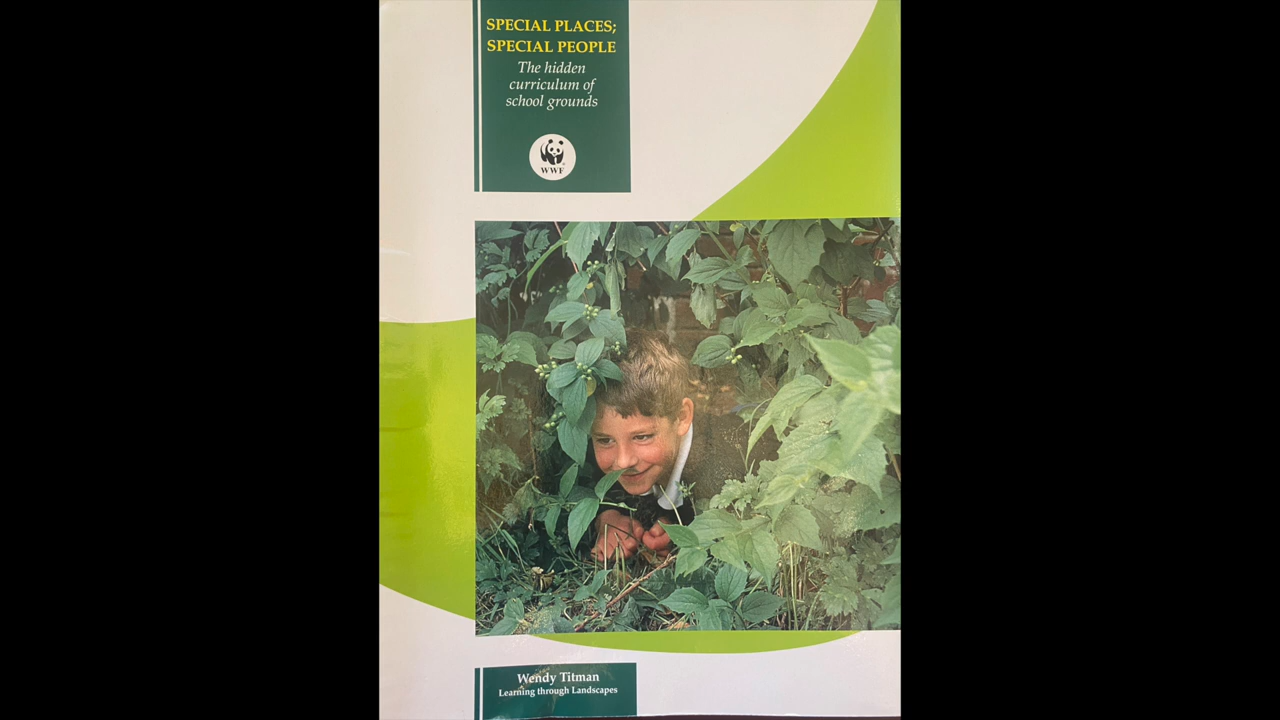 SPECIAL PLACES;
SPECIAL PEOPLE
The hidden
curriculum of
school grounds
WWF
Wendy Titman
Learning through Landscapes